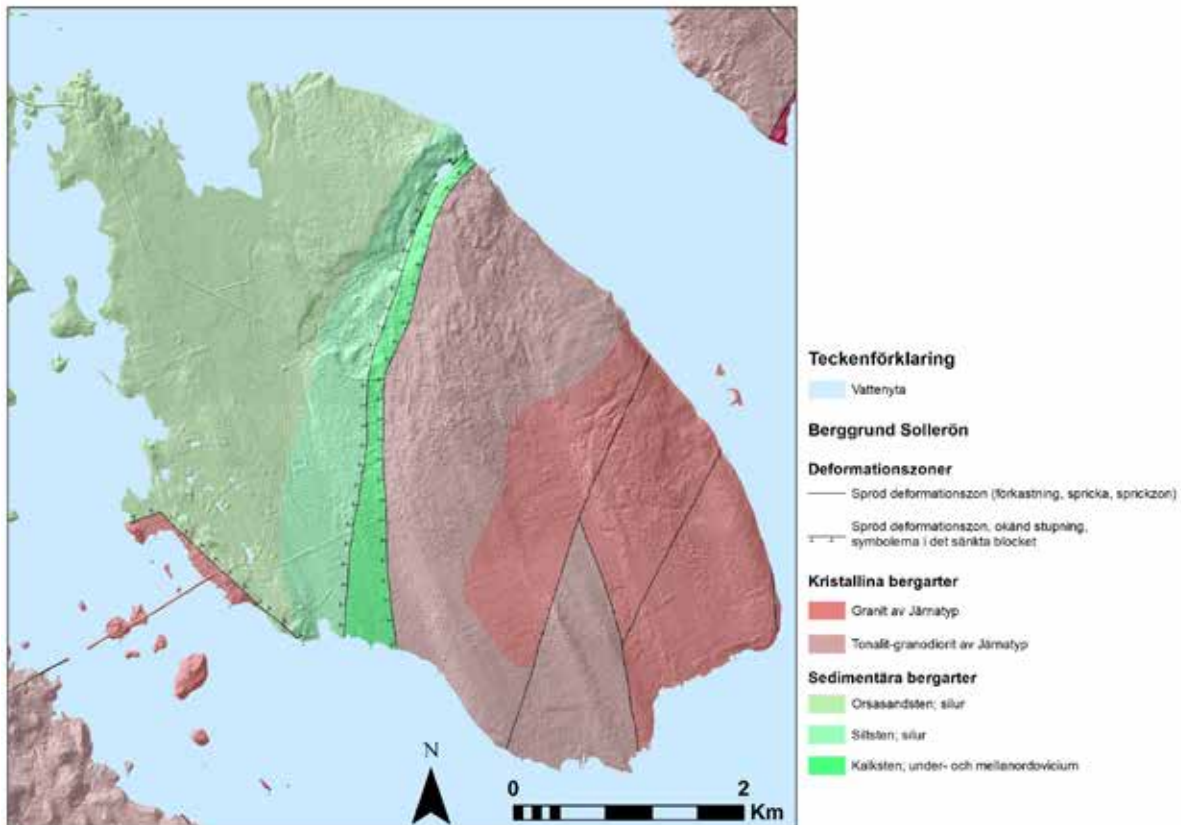 Teckenförklaring
Vattenyta
Berggrund Sollerön
Deformationszoner
Spröd deformationszon (förkastning, spricka, sprickzon)
Spröd deformationszon, okänd stupning,
symbolerna i det sänkta blocket
Kristallina bergarter
Granit av Järnatyp
Tonalit-granodiorit av Järnatyp
Sedimentära bergarter
Orsasandsten; silur
Siltsten; silur
Kalksten; under- och mellanordovicium
N
0 2
Km